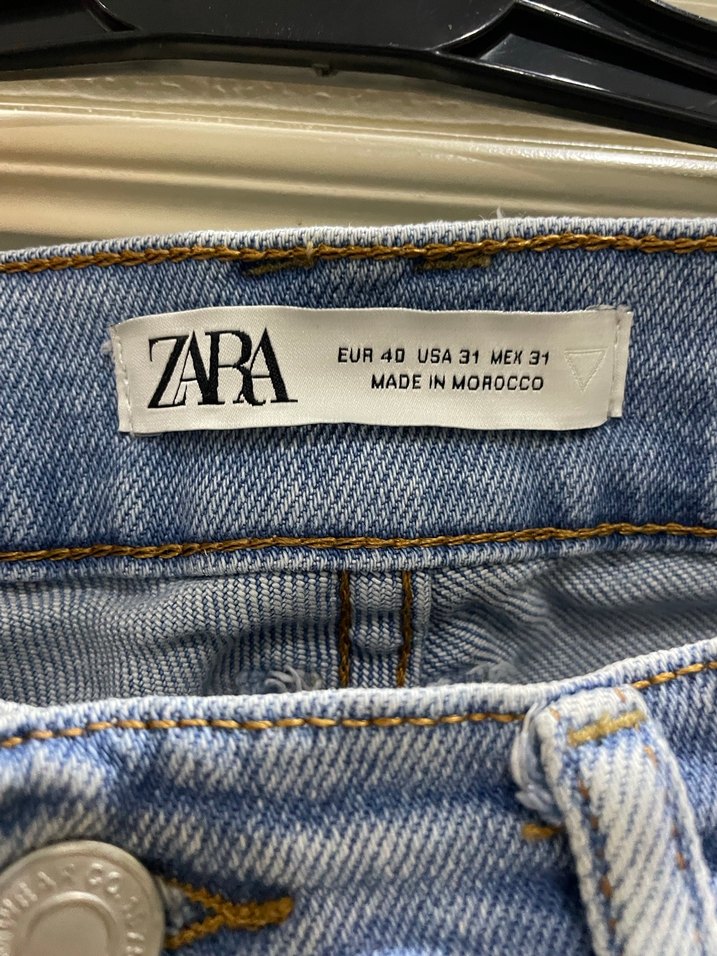 ZARA
EUR 40 USA 31 MEX 31
MADE IN MOROCCO